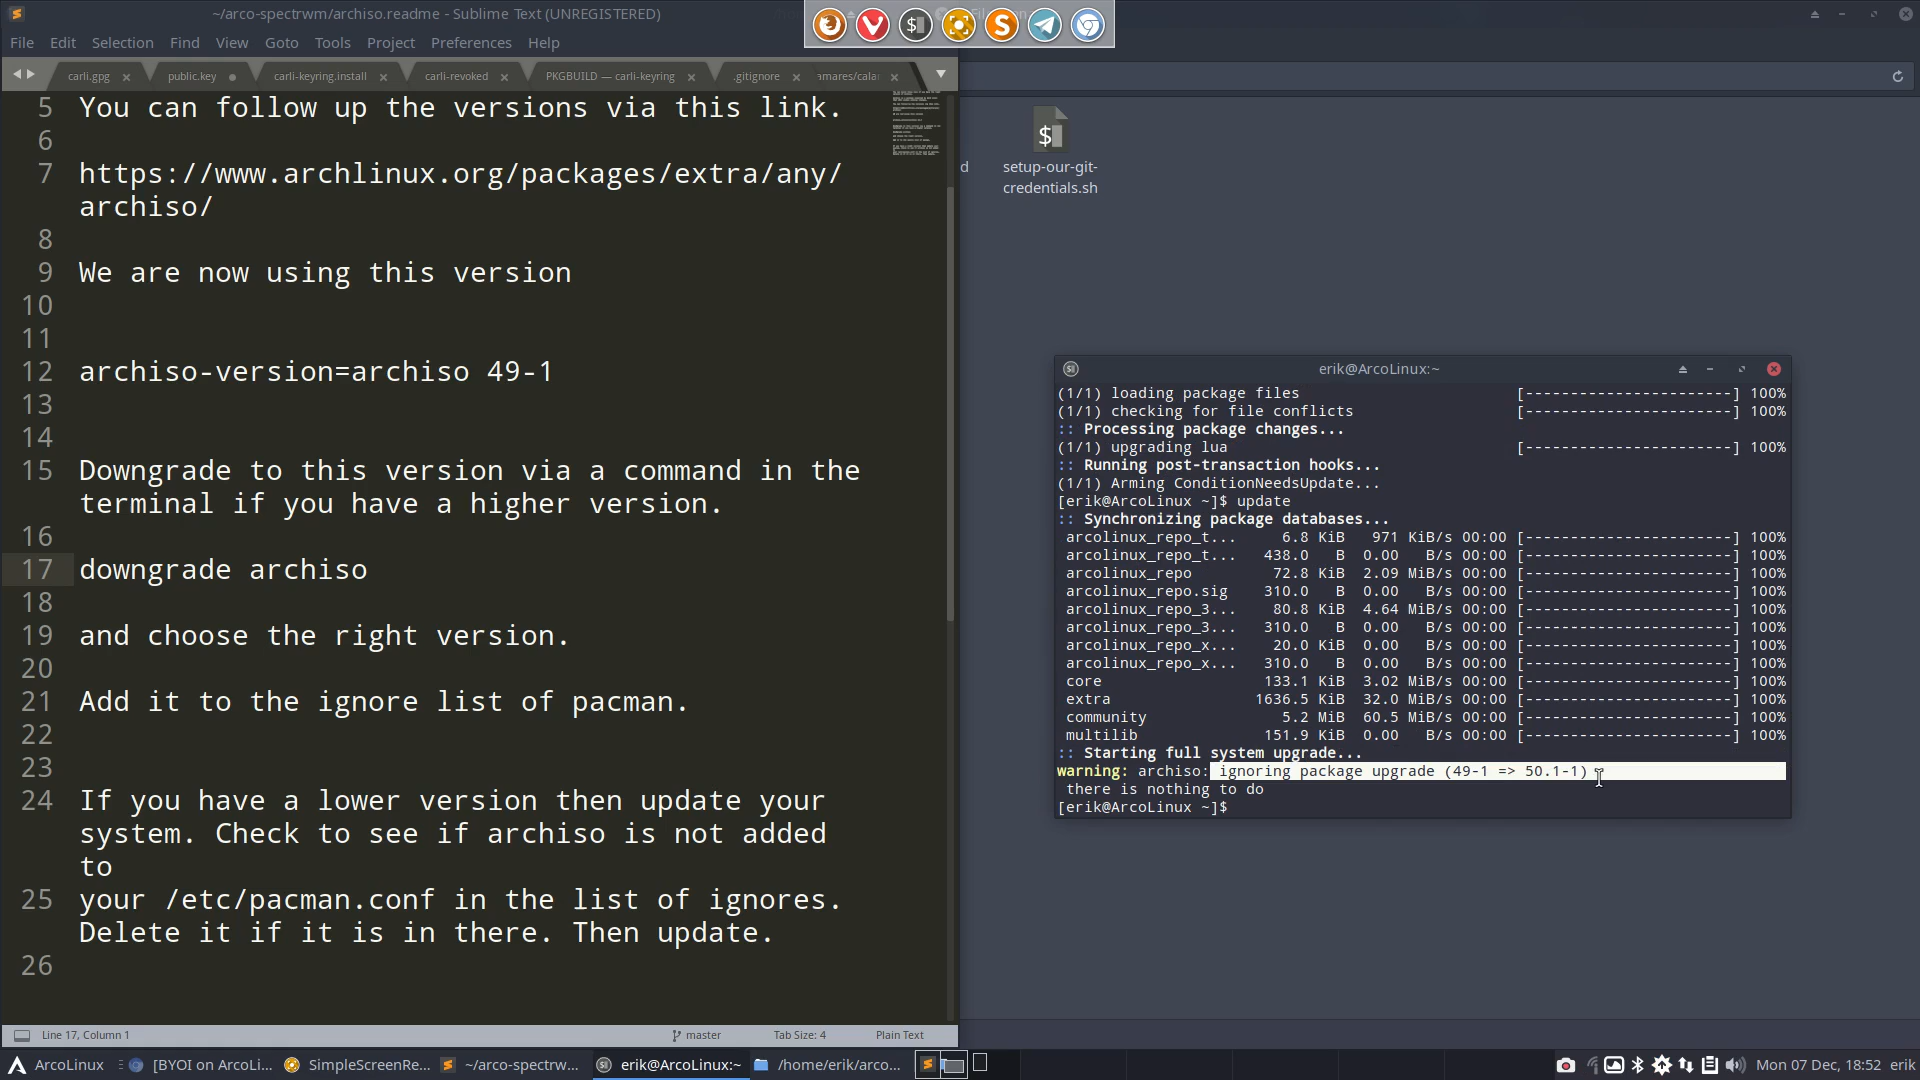 ~/arco-spectrwm/archiso.readme - Sublime Text (UNREGISTERED)
File Edit Selection Find View Goto Tools Project Preferences Help
carli.gpg public.key carli-keyring.install carli-revoked PKGBUILD — carli-keyring .gitignore amares/calar
5 You can follow up the versions via this link.
6
7 https://www.archlinux.org/packages/extra/any/
archiso/
8
9 We are now using this version
10
11
12 archiso-version=archiso 49-1
13
14
15 Downgrade to this version via a command in the
terminal if you have a higher version.
16
17 downgrade archiso
18
19 and choose the right version.
20
21 Add it to the ignore list of pacman.
22
23
24 If you have a lower version then update your
system. Check to see if archiso is not added
to
25 your /etc/pacman.conf in the list of ignores.
Delete it if it is in there. Then update.
26
Line 17, Column 1 master Tab Size: 4 Plain Text
d
setup-our-git-
credentials.sh
erik@ArcoLinux:~
(1/1) loading package files [-----------------------] 100%
(1/1) checking for file conflicts [-----------------------] 100%
:: Processing package changes...
(1/1) upgrading lua [-----------------------] 100%
:: Running post-transaction hooks...
(1/1) Arming ConditionNeedsUpdate...
[erik@ArcoLinux ~]$ update
:: Synchronizing package databases...
arcolinux_repo_t... 6.8 KiB 971 KiB/s 00:00 [-----------------------] 100%
arcolinux_repo_t... 438.0 B 0.00 B/s 00:00 [-----------------------] 100%
arcolinux_repo 72.8 KiB 2.09 MiB/s 00:00 [-----------------------] 100%
arcolinux_repo.sig 310.0 B 0.00 B/s 00:00 [-----------------------] 100%
arcolinux_repo_3... 80.8 KiB 4.64 MiB/s 00:00 [-----------------------] 100%
arcolinux_repo_3... 310.0 B 0.00 B/s 00:00 [-----------------------] 100%
arcolinux_repo_x... 20.0 KiB 0.00 B/s 00:00 [-----------------------] 100%
arcolinux_repo_x... 310.0 B 0.00 B/s 00:00 [-----------------------] 100%
core 133.1 KiB 3.02 MiB/s 00:00 [-----------------------] 100%
extra 1636.5 KiB 32.0 MiB/s 00:00 [-----------------------] 100%
community 5.2 MiB 60.5 MiB/s 00:00 [-----------------------] 100%
multilib 151.9 KiB 0.00 B/s 00:00 [-----------------------] 100%
:: Starting full system upgrade...
warning: archiso: ignoring package upgrade (49-1 => 50.1-1)
there is nothing to do
[erik@ArcoLinux ~]$
ArcoLinux [BYOI on ArcoLi... SimpleScreenRe... ~/arco-spectrw... erik@ArcoLinux:~ /home/erik/arco... Mon 07 Dec, 18:52 erik